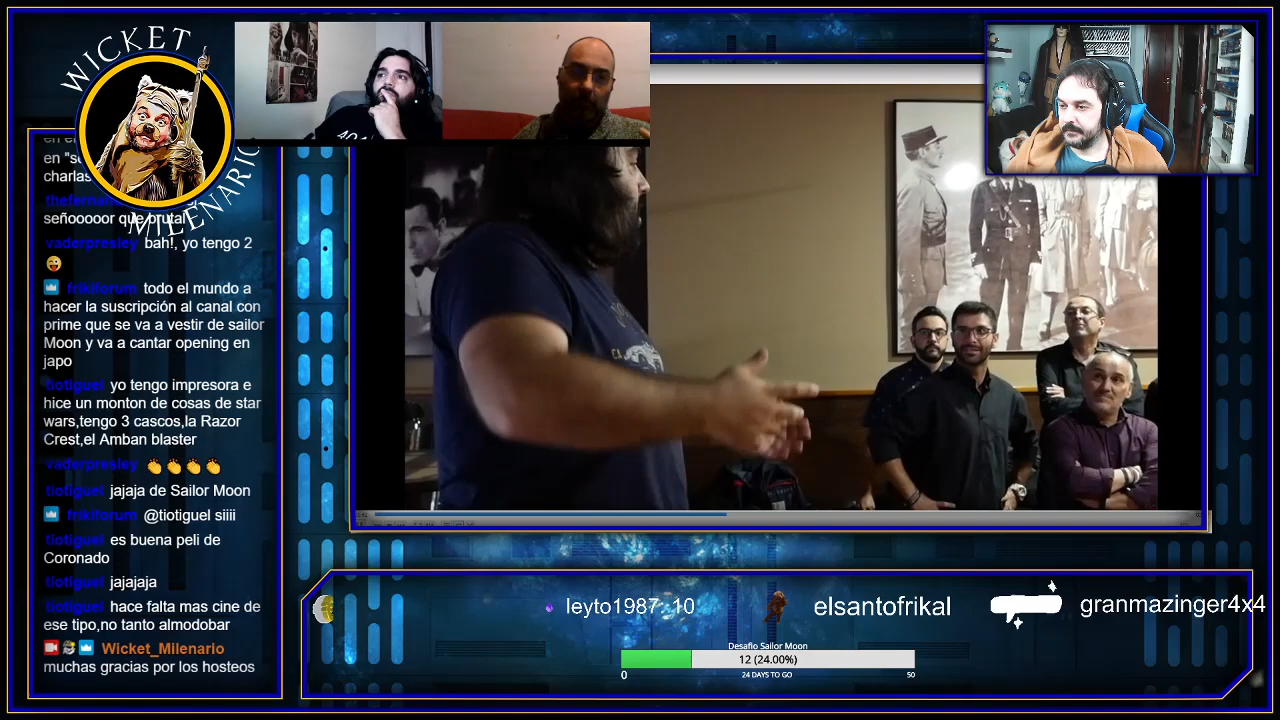 WICKET
MILENARIO
en "se
charlas
señooooor que brutal
vaderpresley bah!, yo tengo 2
😜
frikiforum todo el mundo a
hacer la suscripción al canal con
prime que se va a vestir de sailor
Moon y va a cantar opening en
japo
tiotiguel yo tengo impresora e
hice un monton de cosas de star
wars,tengo 3 cascos,la Razor
Crest,el Amban blaster
vaderpresley 👏👏👏👏
tiotiguel jajaja de Sailor Moon
frikiforum @tiotiguel siiii
tiotiguel es buena peli de
Coronado
tiotiguel jajajaja
tiotiguel hace falta mas cine de
ese tipo,no tanto almodobar
Wicket_Milenario
muchas gracias por los hosteos
leyto1987: 10
elsantofrikal
granmazinger4x4
Desafio Sailor Moon
12 (24.00%)
0
24 DAYS TO GO
50